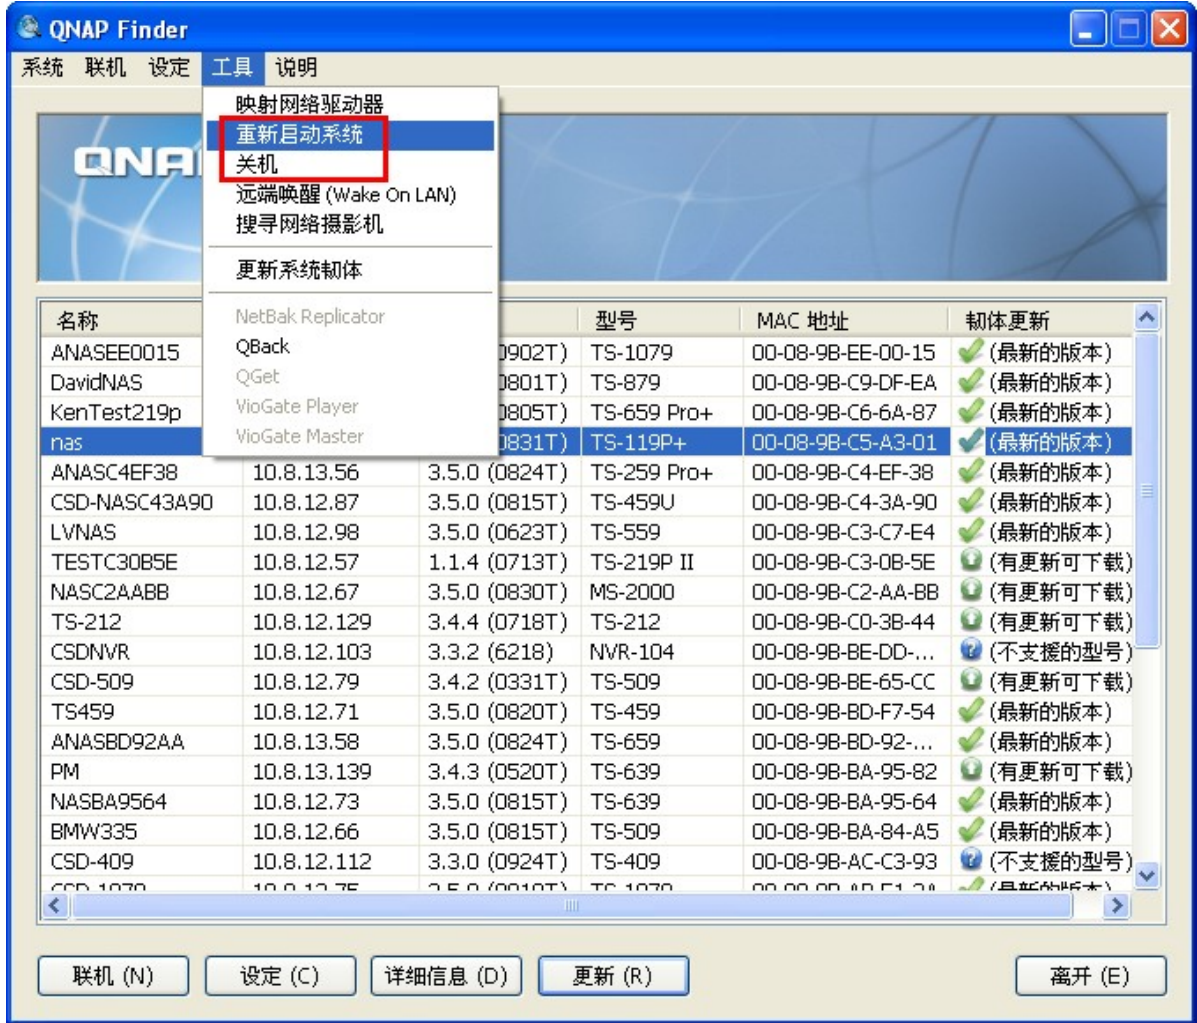 QNAP Finder
系统 联机 设定 工具 说明
映射网络驱动器
重新启动系统
关机
远端唤醒 (Wake On LAN)
搜寻网络摄影机
更新系统韧体
NetBak Replicator
QBack
QGet
VioGate Player
VioGate Master
名称 型号 MAC 地址 韧体更新
ANASEE0015 0902T) TS-1079 00-08-9B-EE-00-15 (最新的版本)
DavidNAS 0801T) TS-879 00-08-9B-C9-DF-EA (最新的版本)
KenTest219p 0805T) TS-659 Pro+ 00-08-9B-C6-6A-87 (最新的版本)
nas 0831T) TS-119P+ 00-08-9B-C5-A3-01 (最新的版本)
ANASC4EF38 10.8.13.56 3.5.0 (0824T) TS-259 Pro+ 00-08-9B-C4-EF-38 (最新的版本)
CSD-NASC43A90 10.8.12.87 3.5.0 (0815T) TS-459U 00-08-9B-C4-3A-90 (最新的版本)
LVNAS 10.8.12.98 3.5.0 (0623T) TS-559 00-08-9B-C3-C7-E4 (最新的版本)
TESTC30B5E 10.8.12.57 1.1.4 (0713T) TS-219P II 00-08-9B-C3-0B-5E (有更新可下载)
NASC2AABB 10.8.12.67 3.5.0 (0830T) MS-2000 00-08-9B-C2-AA-BB (有更新可下载)
TS-212 10.8.12.129 3.4.4 (0718T) TS-212 00-08-9B-C0-3B-44 (有更新可下载)
CSDNVR 10.8.12.103 3.3.2 (6218) NVR-104 00-08-9B-BE-DD-... (不支援的型号)
CSD-509 10.8.12.79 3.4.2 (0331T) TS-509 00-08-9B-BE-65-CC (有更新可下载)
TS459 10.8.12.71 3.5.0 (0820T) TS-459 00-08-9B-BD-F7-54 (最新的版本)
ANASBD92AA 10.8.13.58 3.5.0 (0824T) TS-659 00-08-9B-BD-92-... (最新的版本)
PM 10.8.13.139 3.4.3 (0520T) TS-639 00-08-9B-BA-95-82 (有更新可下载)
NASBA9564 10.8.12.73 3.5.0 (0815T) TS-639 00-08-9B-BA-95-64 (最新的版本)
BMW335 10.8.12.66 3.5.0 (0815T) TS-509 00-08-9B-BA-84-A5 (最新的版本)
CSD-409 10.8.12.112 3.3.0 (0924T) TS-409 00-08-9B-AC-C3-93 (不支援的型号)
联机 (N) 设定 (C) 详细信息 (D) 更新 (R) 离开 (E)